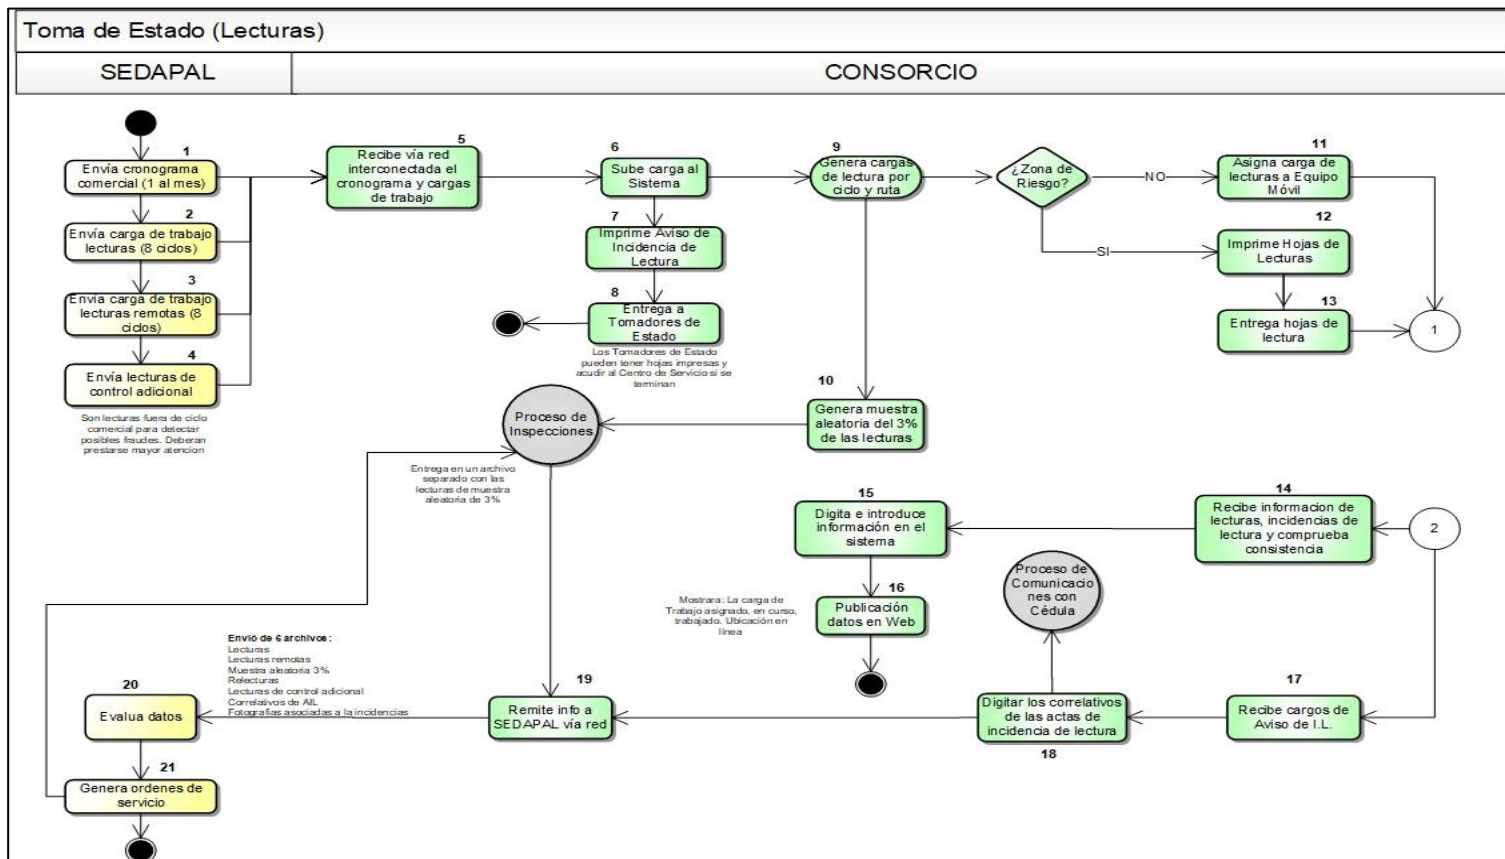 Toma de Estado (Lecturas)
SEDAPAL
CONSORCIO
1
Envía cronograma
comercial (1 al mes)
2
Envía carga de trabajo
lecturas (8 ciclos)
3
Envía carga de trabajo
lecturas remotas (8
ciclos)
4
Envía lecturas de
control adicional
Son lecturas fuera de ciclo
comercial para detectar
posibles fraudes. Deberan
prestarse mayor atencion
5
Recibe vía red
interconectada el
cronograma y cargas
de trabajo
6
Sube carga al
Sistema
7
Imprime Aviso de
Incidencia de
Lectura
8
Entrega a
Tomadores de
Estado
Los Tomadores de Estado
pueden tener hojas impresas y
acudir al Centro de Servicio si se
terminan
9
Genera cargas
de lectura por
ciclo y ruta
¿Zona de
Riesgo?
NO
SI
11
Asigna carga de
lecturas a Equipo
Móvil
12
Imprime Hojas de
Lecturas
13
Entrega hojas de
lectura
1
10
Genera muestra
aleatoria del 3%
de las lecturas
Proceso de
Inspecciones
Entrega en un archivo
separado con las
lecturas de muestra
aleatoria de 3%
2
14
Recibe informacion de
lecturas, incidencias de
lectura y comprueba
consistencia
15
Digita e introduce
información en el
sistema
16
Publicación
datos en Web
Mostrara: La carga de
Trabajo asignado, en curso,
trabajado. Ubicación en
línea
Proceso de
Comunicacio
nes con
Cédula
17
Recibe cargos de
Aviso de I.L.
Digitar los correlativos
de las actas de
incidencia de lectura
18
19
Remite info a
SEDAPAL vía red
Envió de 6 archivos:
Lecturas
Lecturas remotas
Muestra aleatoria 3%
Relecturas
Lecturas de control adicional
Correlativos de AIL
Fotografias asociadas a la incidencias
20
Evalua datos
21
Genera ordenes de
servicio